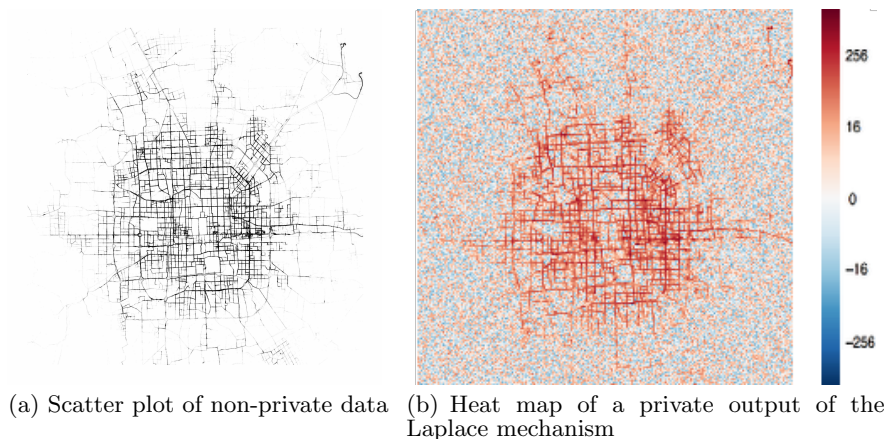 256
16
0
−16
−256
(a) Scatter plot of non-private data
(b) Heat map of a private output of the
Laplace mechanism